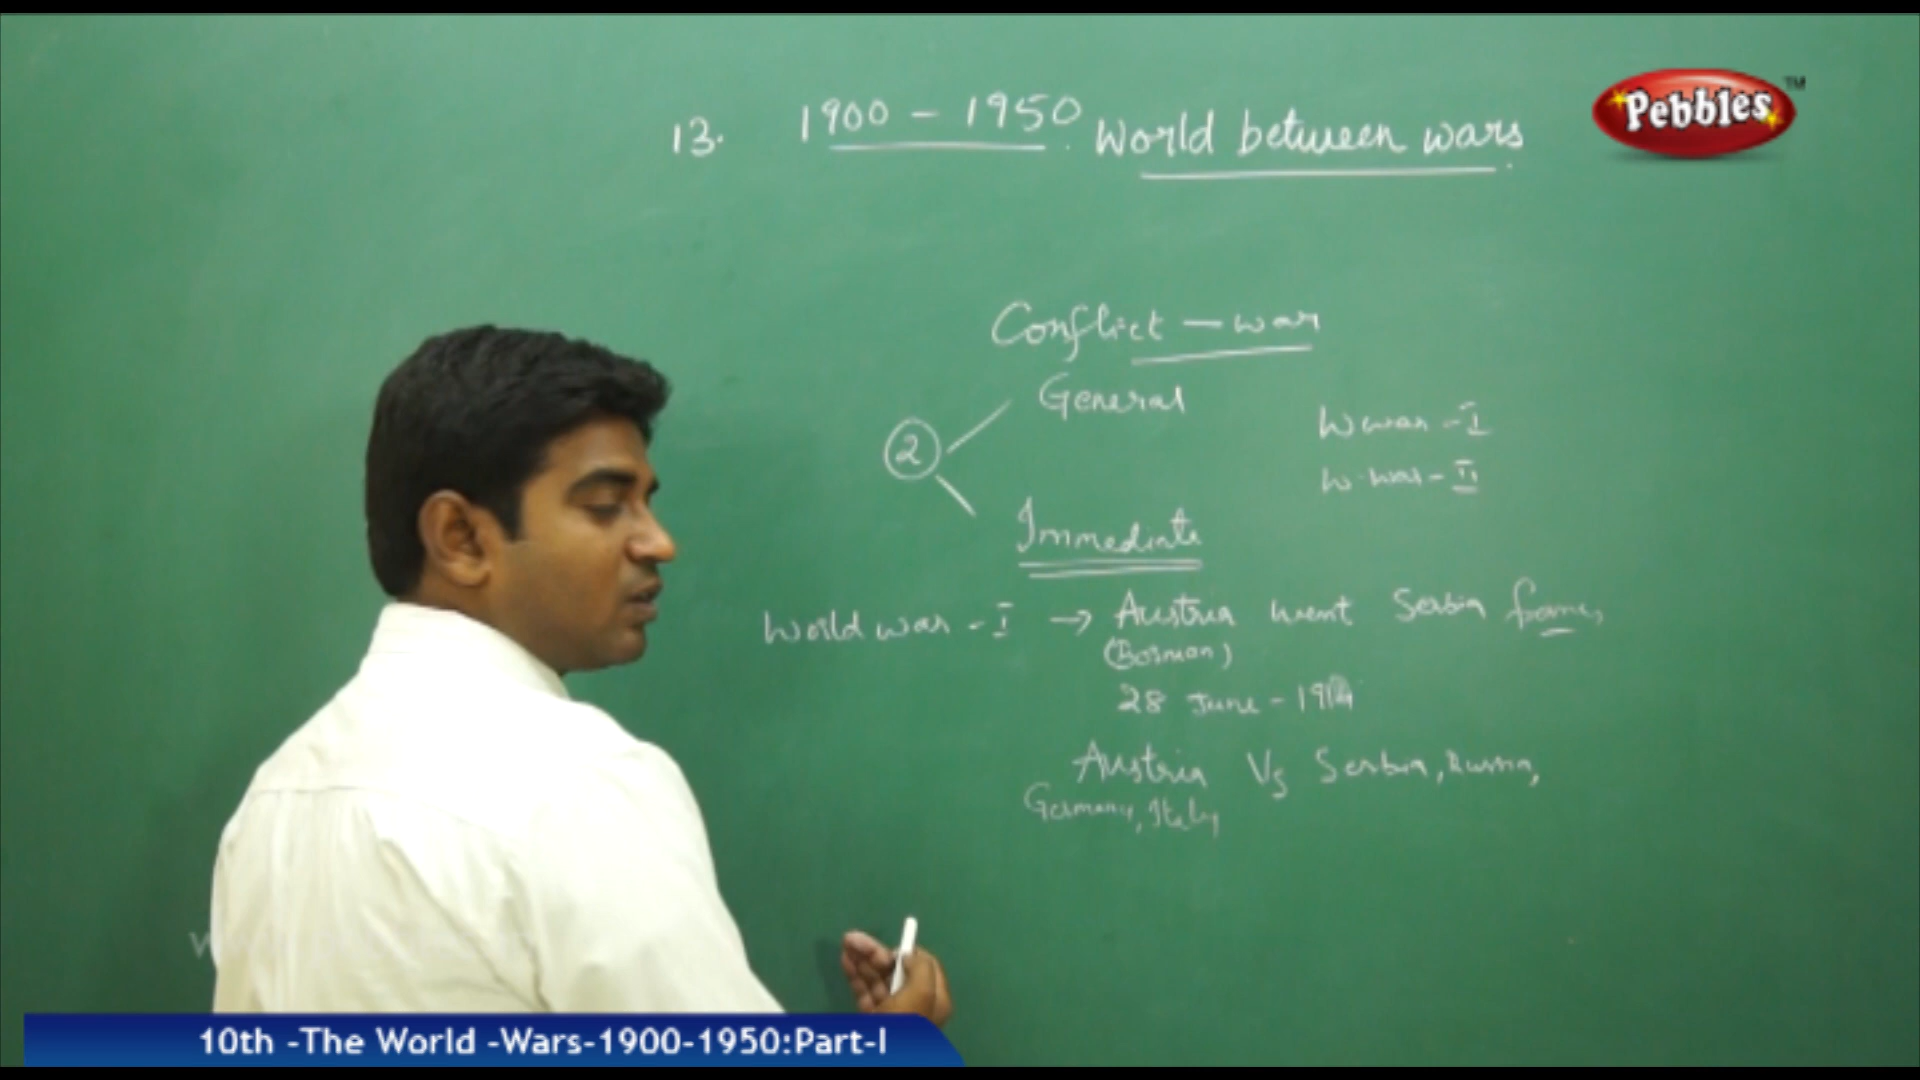 13. 1900 - 1950 World between wars
Pebbles TM
Conflict - war
General
2
W war - I
W. war - II
Immediate
World war - I → Austria went Serbia
(Bosnian)
28 June - 1914
Austria Vs Serbia, Russia,
Germany, Italy
10th -The World -Wars-1900-1950:Part-I